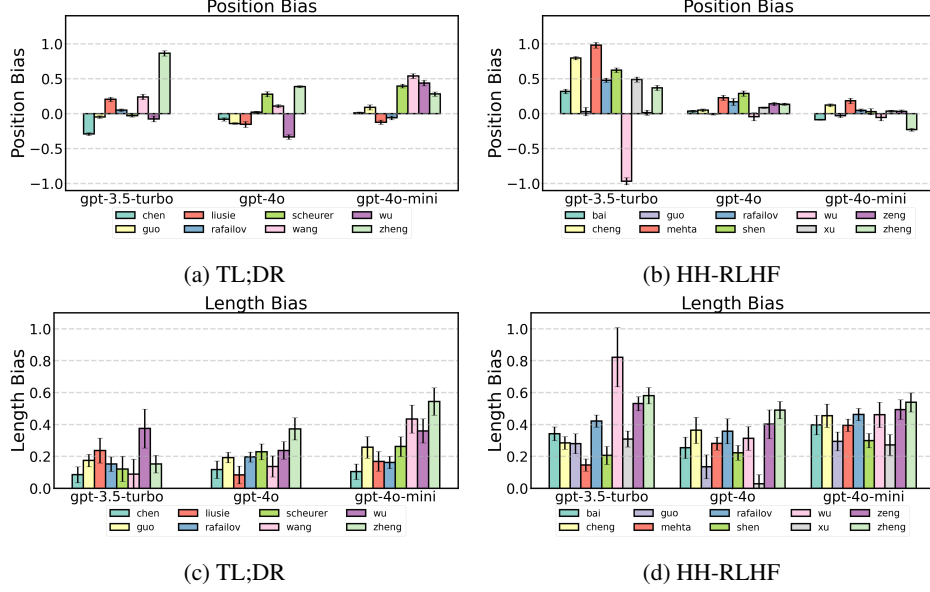 Position Bias
Position Bias
1.0
0.5
0.0
−0.5
−1.0
gpt-3.5-turbo gpt-4o gpt-4o-mini
chen liusie scheurer wu
guo rafailov wang zheng
(a) TL;DR
Position Bias
Position Bias
1.0
0.5
0.0
−0.5
−1.0
gpt-3.5-turbo gpt-4o gpt-4o-mini
bai guo rafailov wu zeng
cheng mehta shen xu zheng
(b) HH-RLHF
Length Bias
Length Bias
1.0
0.8
0.6
0.4
0.2
0.0
gpt-3.5-turbo gpt-4o gpt-4o-mini
chen liusie scheurer wu
guo rafailov wang zheng
(c) TL;DR
Length Bias
Length Bias
1.0
0.8
0.6
0.4
0.2
0.0
gpt-3.5-turbo gpt-4o gpt-4o-mini
bai guo rafailov wu zeng
cheng mehta shen xu zheng
(d) HH-RLHF